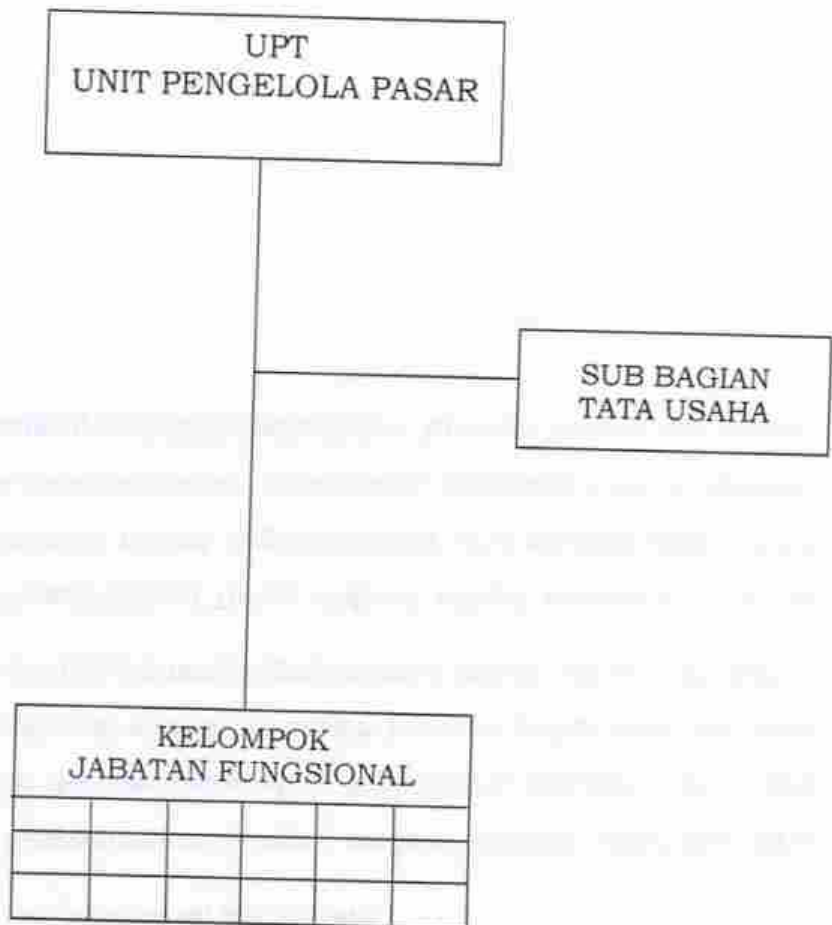 UPT
UNIT PENGELOLA PASAR
SUB BAGIAN
TATA USAHA
KELOMPOK
JABATAN FUNGSIONAL